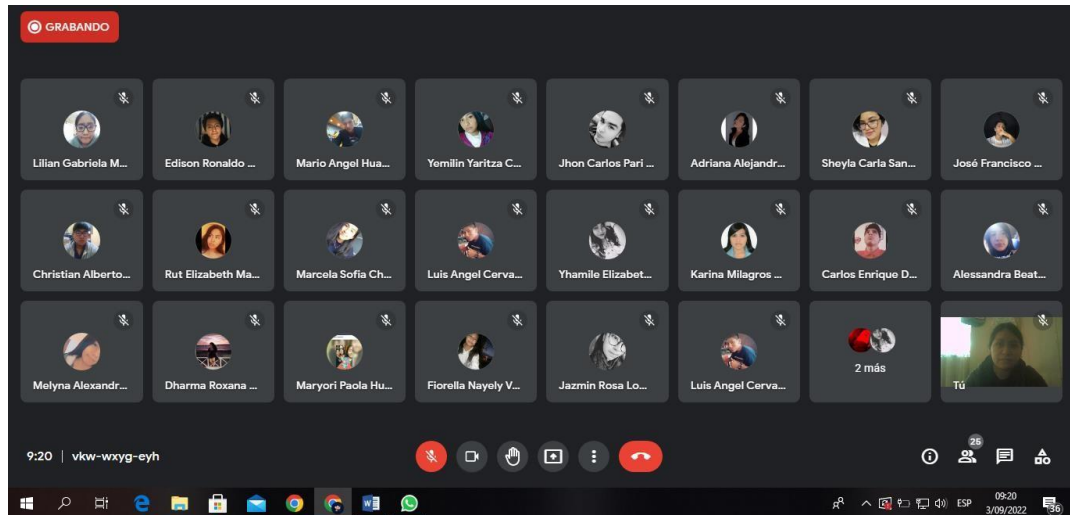 GRABANDO
Lilian Gabriela M...
Edison Ronaldo ...
Mario Angel Hua...
Yemilin Yaritza C...
Jhon Carlos Pari ...
Adriana Alejandr...
Sheyla Carla San...
José Francisco ...
Christian Alberto...
Rut Elizabeth Ma...
Marcela Sofia Ch...
Luis Angel Cerva...
Yhamile Elizabet...
Karina Milagros ...
Carlos Enrique D...
Alessandra Beat...
Melyna Alexandr...
Dharma Roxana ...
Maryori Paola Hu...
Fiorella Nayely V...
Jazmin Rosa Lo...
Luis Angel Cerva...
2 más
Tú
9:20 | vkw-wxyg-eyh
25
ESP
09:20
3/09/2022
36